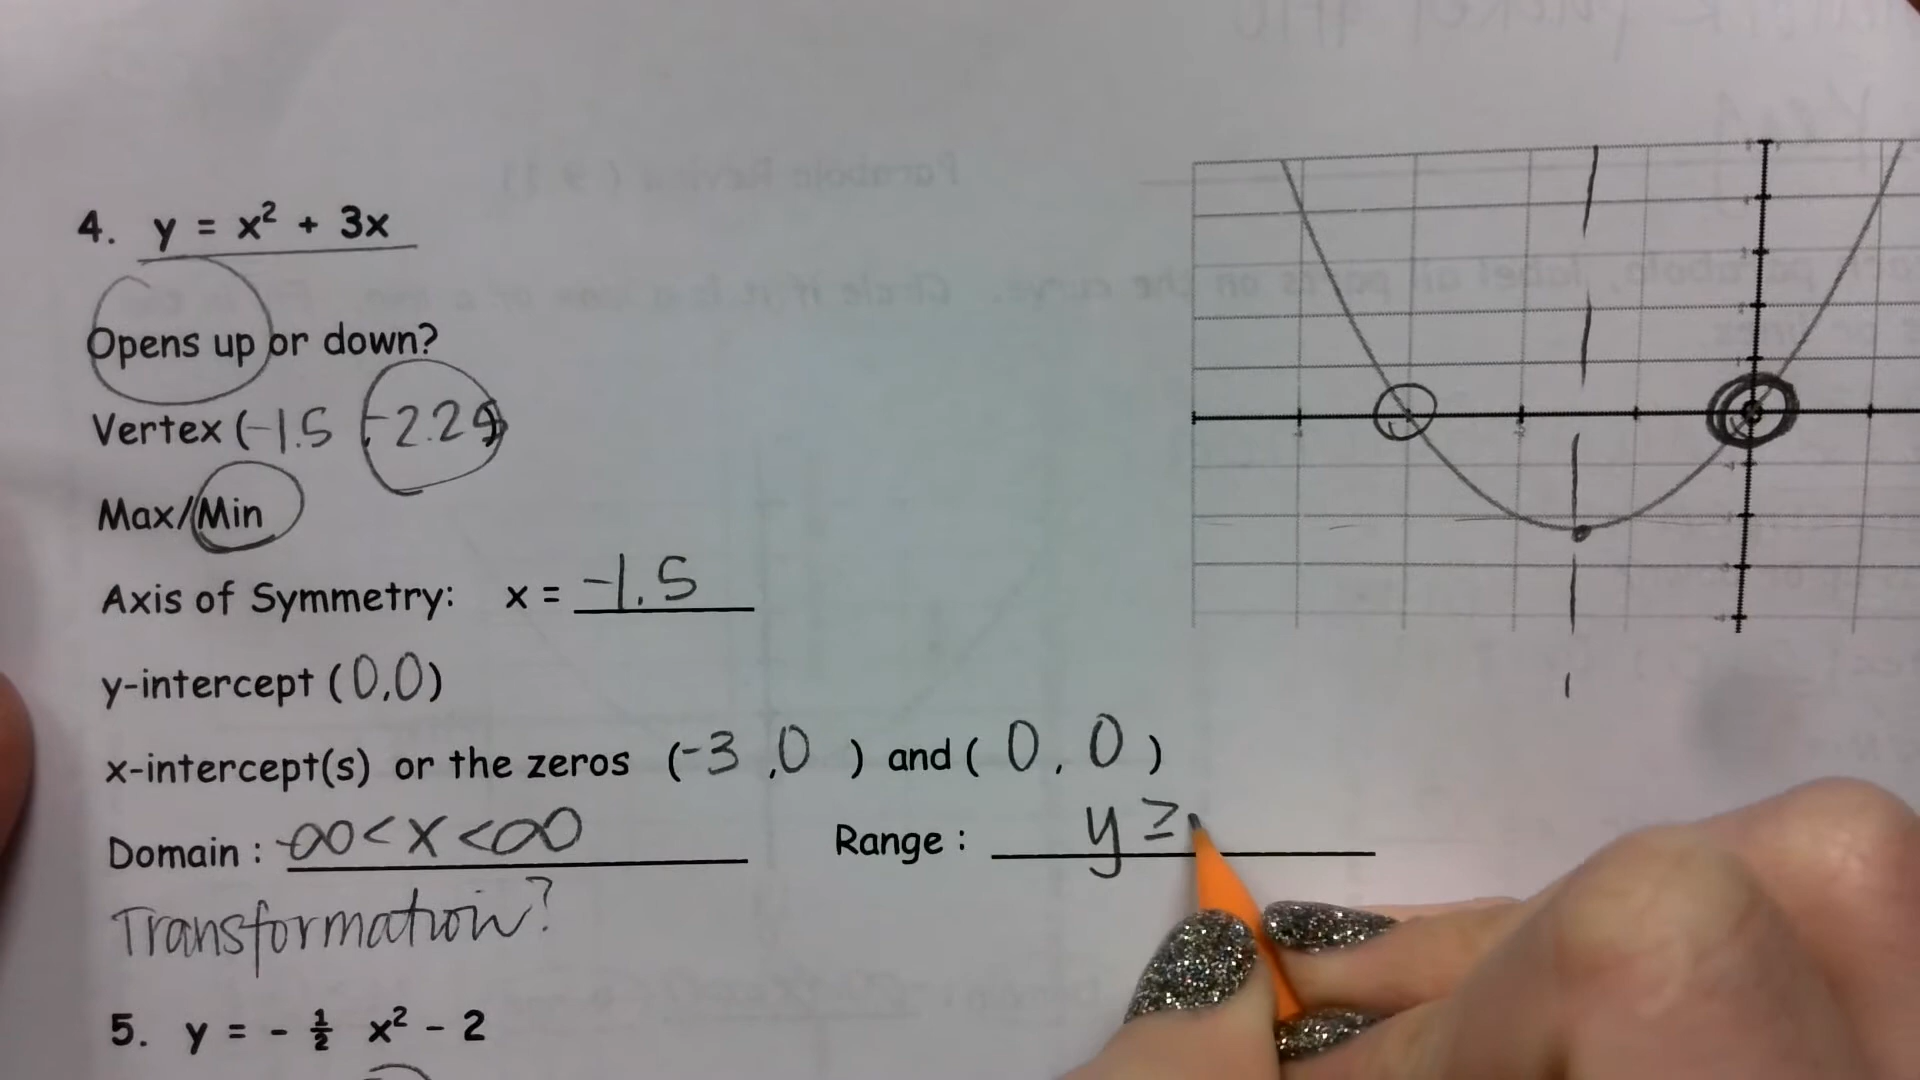 4. y = x² + 3x
Opens up or down?
Vertex (-1.5, -2.25)
Max/Min
Axis of Symmetry: x = -1.5
y-intercept (0,0)
x-intercept(s) or the zeros (-3,0) and (0,0)
Domain: -∞<x<∞ Range: y ≥
Transformation?
5. y = - ½ x² - 2